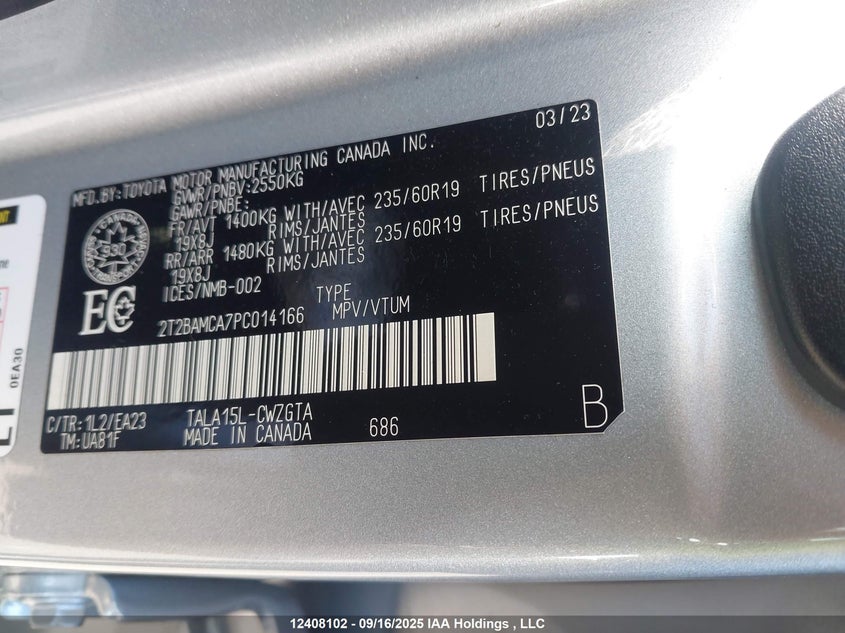 03/23
MFD.BY:TOYOTA MOTOR MANUFACTURING CANADA INC.
GVWR/PNBV:2550KG
GAWR/PNBE:
FR/AVT 1400KG WITH/AVEC 235/60R19 TIRES/PNEUS
19X8J RIMS/JANTES
RR/ARR 1480KG WITH/AVEC 235/60R19 TIRES/PNEUS
19X8J RIMS/JANTES
ICES/NMB-002
EC
TYPE
2T2BAMCA7PC014166 MPV/VTUM
C/TR:1L2/EA23 TALA15L-CWZGTA
TM:UA81F MADE IN CANADA 686
B
0EA30
12408102 - 09/16/2025 IAA Holdings , LLC